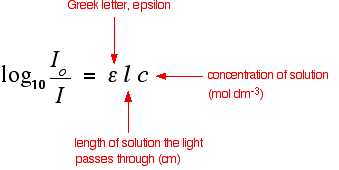 Greek letter, epsilon
log₁₀ Iₒ/I = ε l c
concentration of solution
(mol dm⁻³)
length of solution the light
passes through (cm)